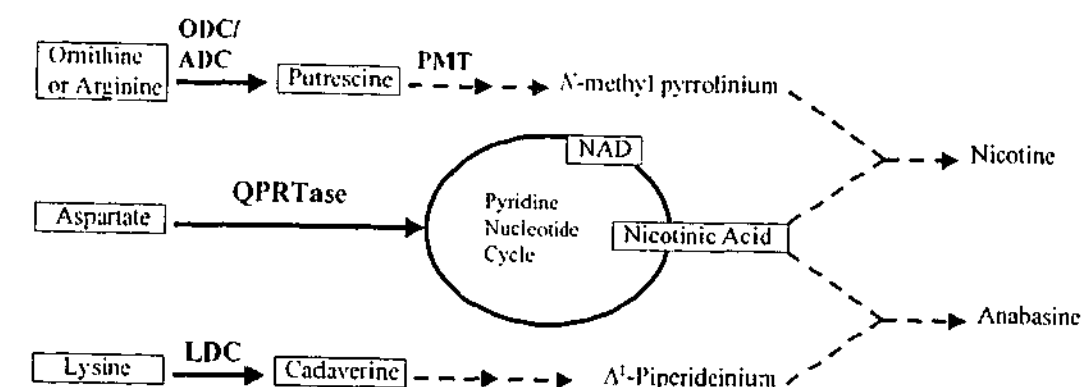 ODC/
ADC
Ornithine
or Arginine
Putrescine
PMT
N-methyl pyrrolinium
NAD
Nicotine
QPRTase
Aspartate
Pyridine
Nucleotide
Cycle
Nicotinic Acid
Anabasine
LDC
Lysine
Cadaverine
Δ¹-Piperideinium